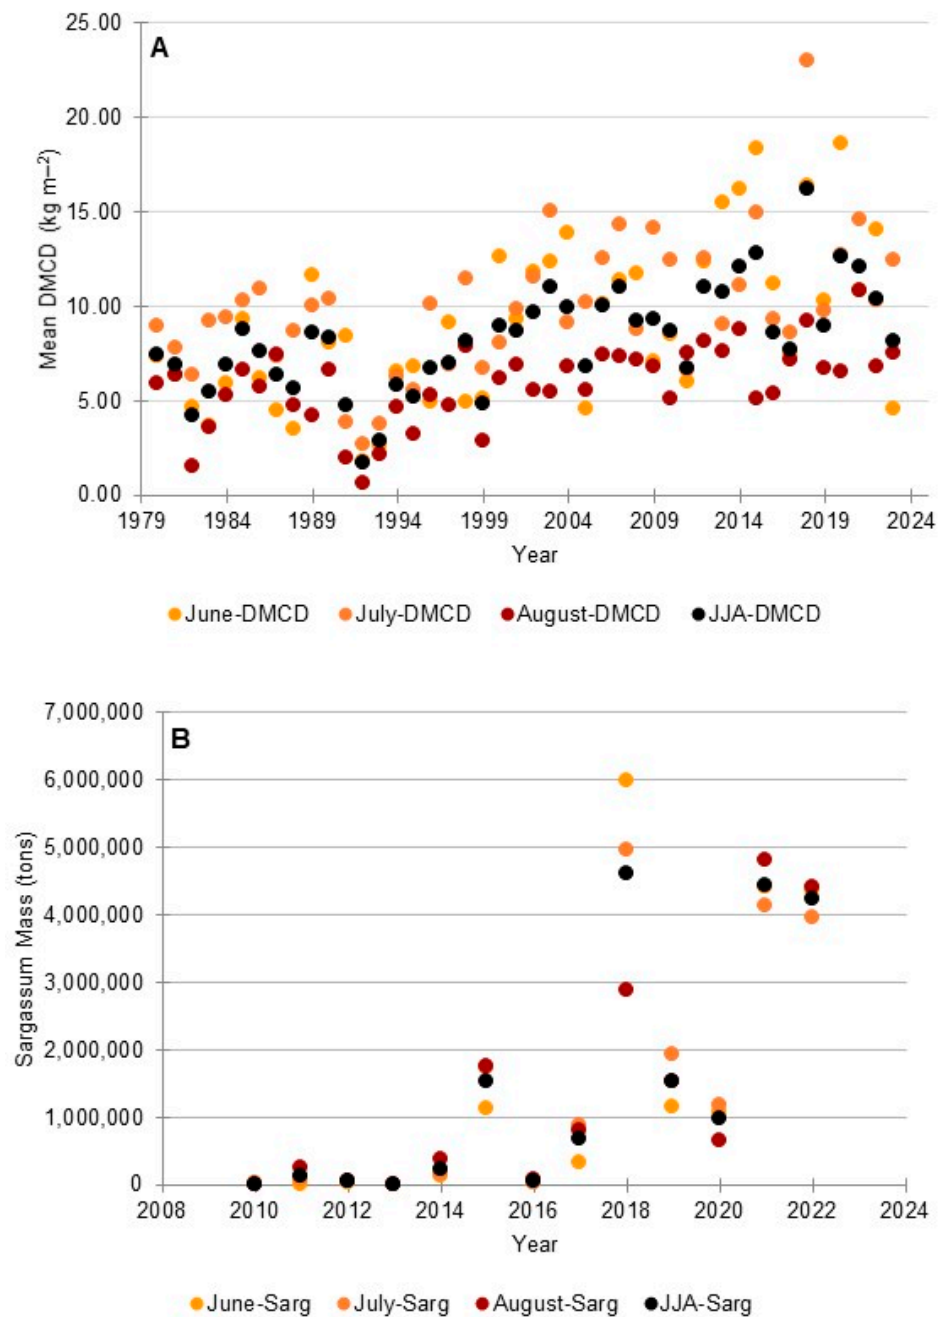 A
25.00
20.00
15.00
10.00
5.00
0.00
Mean DMCD (kg m−2)
1979 1984 1989 1994 1999 2004 2009 2014 2019 2024
Year
June-DMCD July-DMCD August-DMCD JJA-DMCD
B
7,000,000
6,000,000
5,000,000
4,000,000
3,000,000
2,000,000
1,000,000
0
Sargassum Mass (tons)
2008 2010 2012 2014 2016 2018 2020 2022 2024
Year
June-Sarg July-Sarg August-Sarg JJA-Sarg